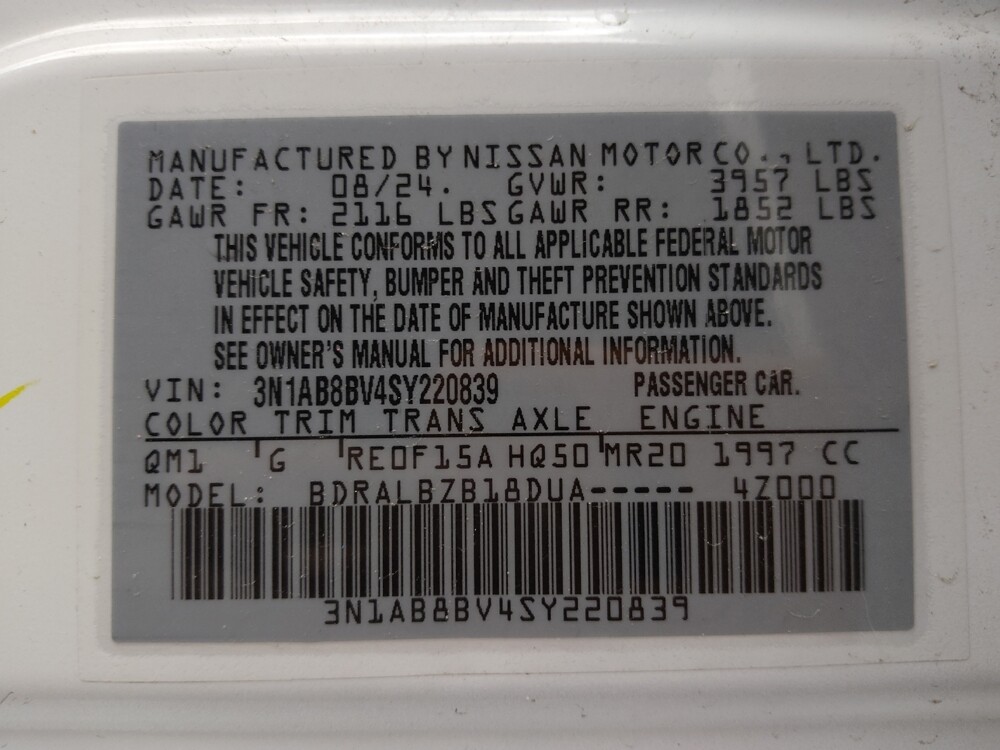 MANUFACTURED BY NISSAN MOTOR CO., LTD.
DATE: 08/24. GVWR: 3957 LBS
GAWR FR: 2116 LBS GAWR RR: 1852 LBS
THIS VEHICLE CONFORMS TO ALL APPLICABLE FEDERAL MOTOR
VEHICLE SAFETY, BUMPER AND THEFT PREVENTION STANDARDS
IN EFFECT ON THE DATE OF MANUFACTURE SHOWN ABOVE.
SEE OWNER'S MANUAL FOR ADDITIONAL INFORMATION.
VIN: 3N1AB8BV4SY220839 PASSENGER CAR.
COLOR TRIM TRANS AXLE ENGINE
QM1 G RE0F15A HQ50 MR20 1997 CC
MODEL: BDRALBZB18DUA----- 4Z000
3N1AB8BV4SY220839